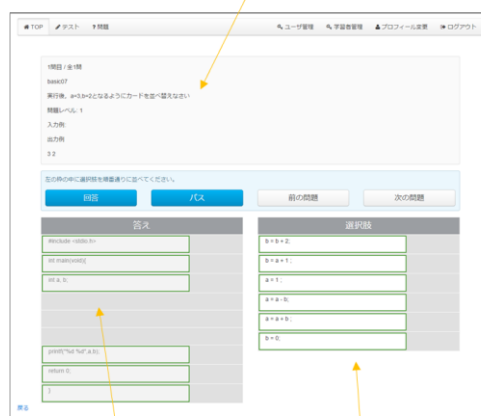 TOP テスト ?問題 ユーザ管理 学習者管理 プロフィール変更 ログアウト
1問目 / 全1問
basic07
実行後、a=3,b=2となるようにカードを並べ替えなさい
問題レベル: 1
入力例
出力例
3 2
左の枠の中に選択肢を順番通りに並べてください。
回答 パス 前の問題 次の問題
答え 選択肢
#include <stdio.h> b = b + 2;
int main(void){ b = a + 1 ;
int a, b; a = 1 ;
a = a - b;
a = a + b ;
b = 0;
printf("%d %d",a,b);
return 0;
}
戻る